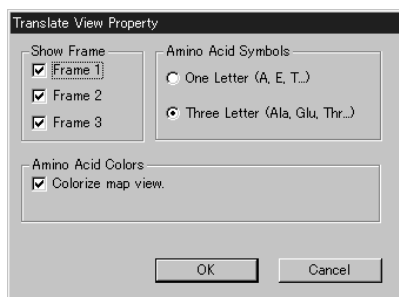 Translate View Property
Show Frame
Frame 1
Frame 2
Frame 3
Amino Acid Symbols
One Letter (A, E, T...)
Three Letter (Ala, Glu, Thr...)
Amino Acid Colors
Colorize map view.
OK
Cancel